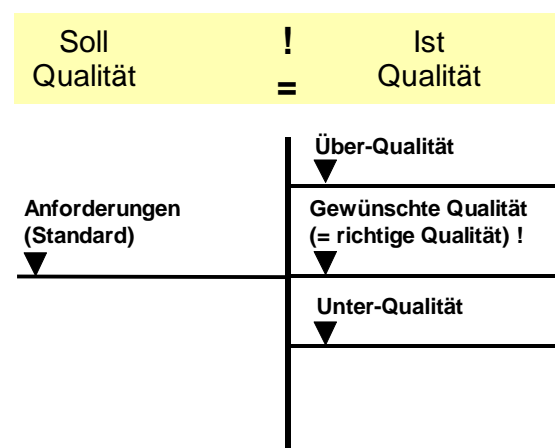 Soll ! Ist
Qualität = Qualität
Über-Qualität
Anforderungen
(Standard)
Gewünschte Qualität
(= richtige Qualität) !
Unter-Qualität